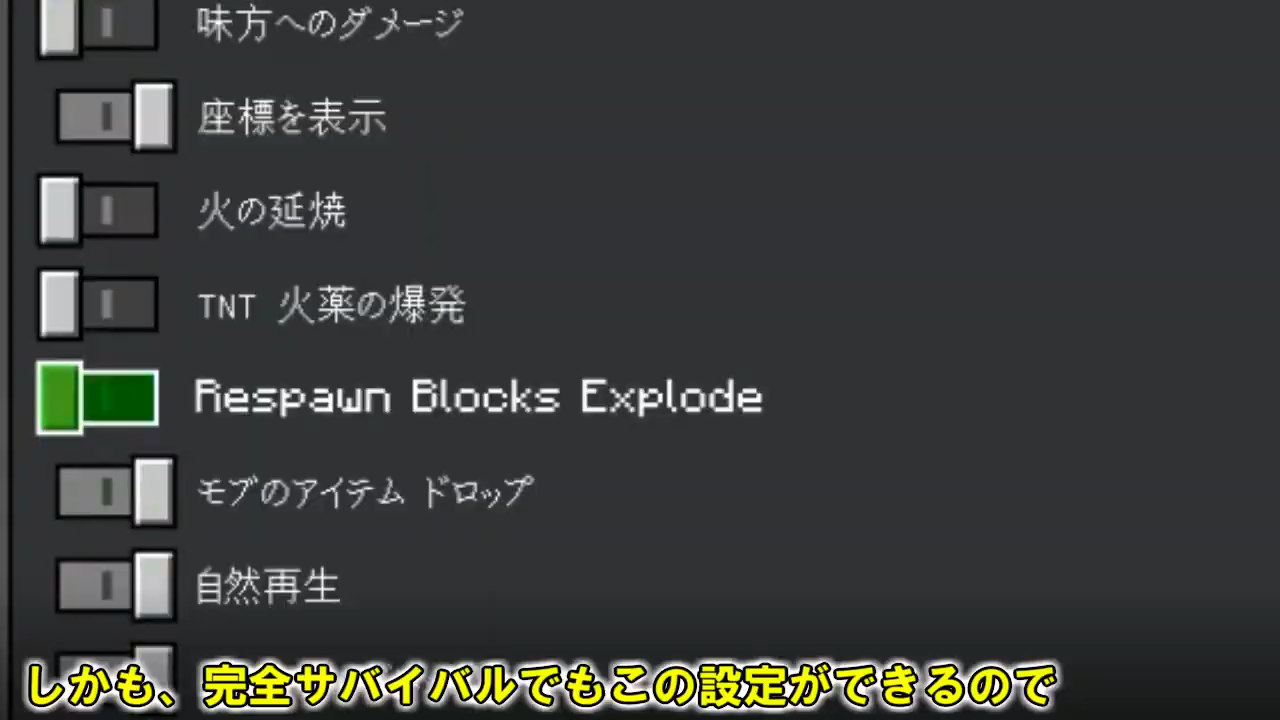 味方へのダメージ
座標を表示
火の延焼
TNT 火薬の爆発
Respawn Blocks Explode
モブのアイテム ドロップ
自然再生
しかも、完全サバイバルでもこの設定ができるので